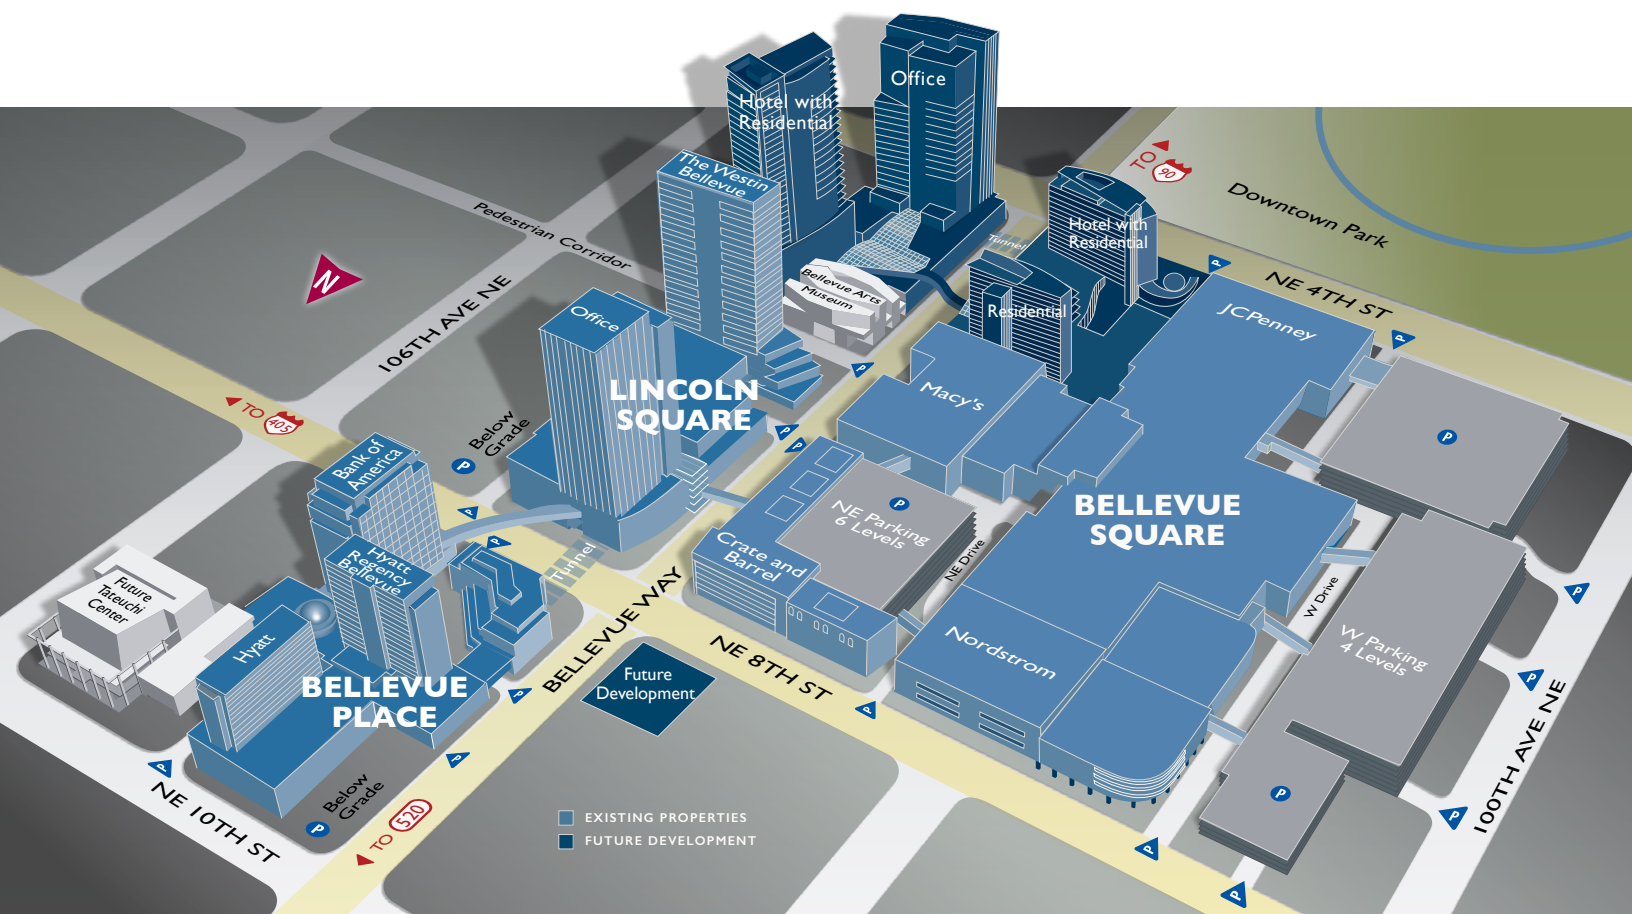 Office
Hotel with
Residential
The Westin
Bellevue
TO
90
Downtown Park
Pedestrian Corridor
Hotel with
Residential
Tunnel
N
Bellevue Arts
Museum
106TH AVE NE
Office
Residential
NE 4TH ST
JCPenney
P
P
P
LINCOLN
SQUARE
Macy's
TO
405
Below
Grade
P
P
P
P
Bank of
America
P
BELLEVUE
SQUARE
NE Parking
6 Levels
P
P
Hyatt
Regency
Bellevue
Crate and
Barrel
Tunnel
NE Drive
W Drive
P
Future
Tateuchi
Center
BELLEVUE WAY
Hyatt
NE 8TH ST
Nordstrom
W Parking
4 Levels
BELLEVUE
PLACE
Future
Development
P
P
P
P
P
100TH AVE NE
NE 10TH ST
Below
Grade
P
TO
520
EXISTING PROPERTIES
FUTURE DEVELOPMENT
P
P
P
P